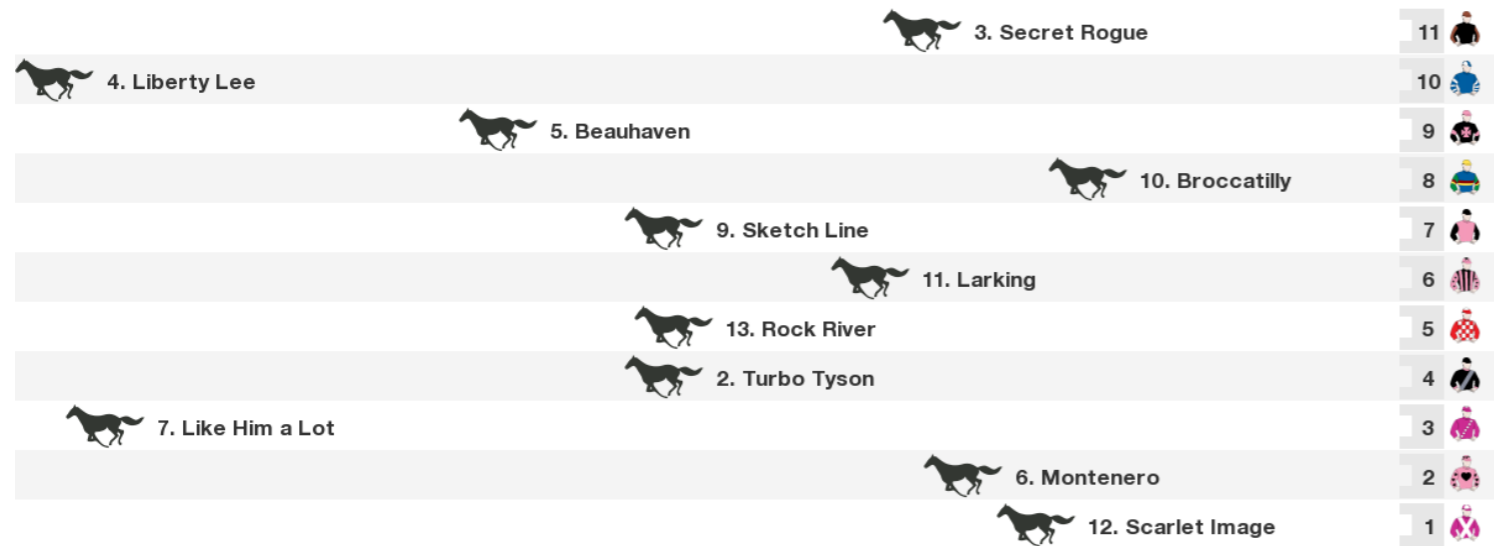 3. Secret Rogue 11
4. Liberty Lee 10
5. Beauhaven 9
10. Broccatilly 8
9. Sketch Line 7
11. Larking 6
13. Rock River 5
2. Turbo Tyson 4
7. Like Him a Lot 3
6. Montenero 2
12. Scarlet Image 1